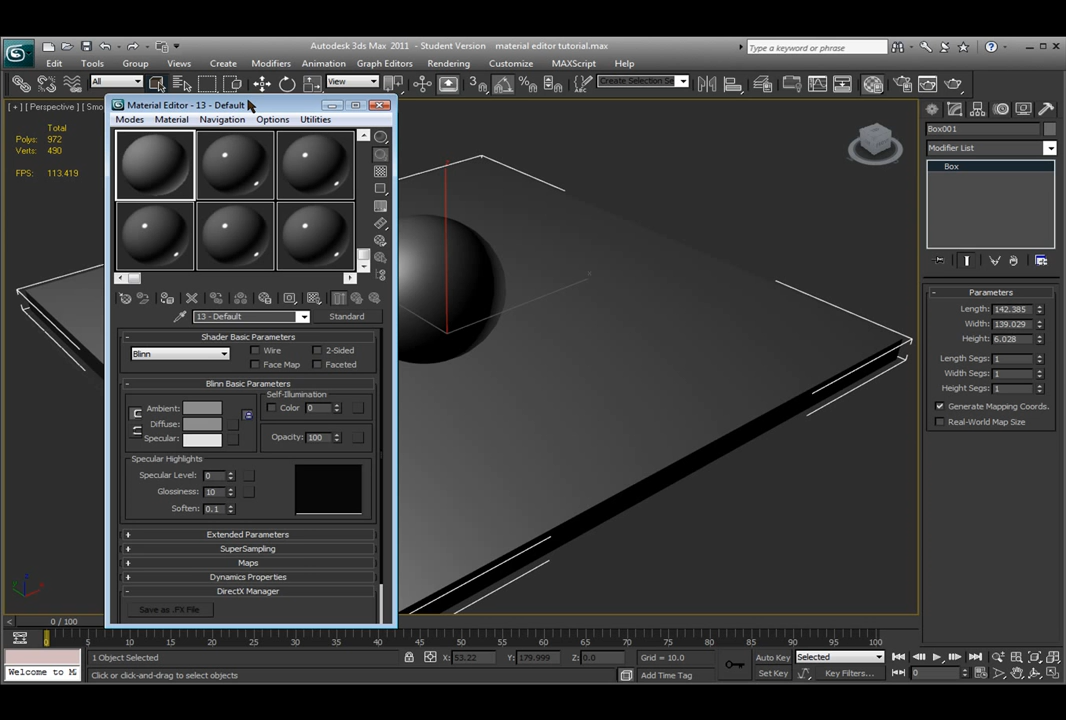 Autodesk 3ds Max 2011 - Student Version material editor tutorial.max
Type a keyword or phrase
Edit Tools Group Views Create Modifiers Animation Graph Editors Rendering Customize MAXScript Help
All View Create Selection Se
[ + ] [ Perspective ] [ Smo
Total
Polys: 972
Verts: 490
FPS: 113.419
Material Editor - 13 - Default
Modes Material Navigation Options Utilities
13 - Default Standard
Shader Basic Parameters
Blinn Wire 2-Sided
Face Map Faceted
Blinn Basic Parameters
Self-Illumination
Ambient: Color 0
Diffuse:
Specular: Opacity: 100
Specular Highlights
Specular Level: 0
Glossiness: 10
Soften: 0.1
Extended Parameters
SuperSampling
Maps
Dynamics Properties
DirectX Manager
Save as .FX File
Box001
Modifier List
Box
Parameters
Length: 142.385
Width: 139.029
Height: 6.028
Length Segs: 1
Width Segs: 1
Height Segs: 1
Generate Mapping Coords.
Real-World Map Size
0 / 100
0 5 10 15 20 25 30 35 40 45 50 55 60 65 70 75 80 85 90 95 100
1 Object Selected X: 53.22 Y: 179.999 Z: 0.0 Grid = 10.0 Auto Key Selected
Welcome to M Click or click-and-drag to select objects Add Time Tag Set Key Key Filters... 0